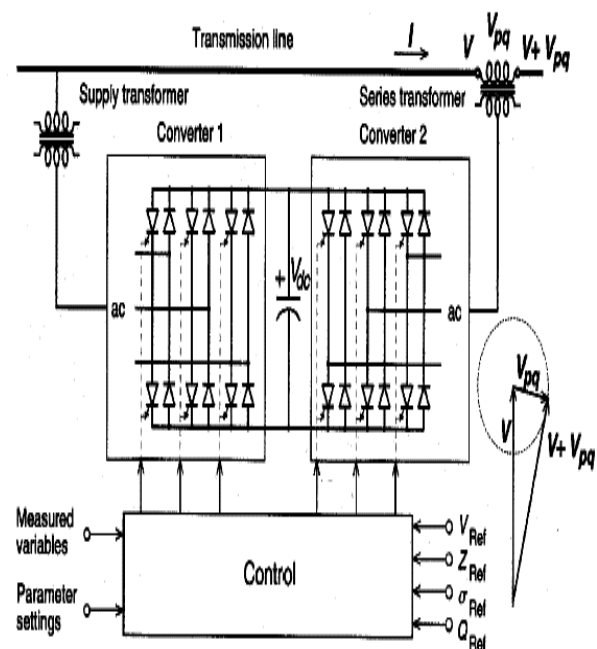 Transmission line
I
V
Vpq
V+ Vpq
Supply transformer
Series transformer
Converter 1
Converter 2
+ Vdc
ac
ac
Vpq
V
V+ Vpq
Measured
variables
Parameter
settings
Control
VRef
ZRef
σRef
QRef